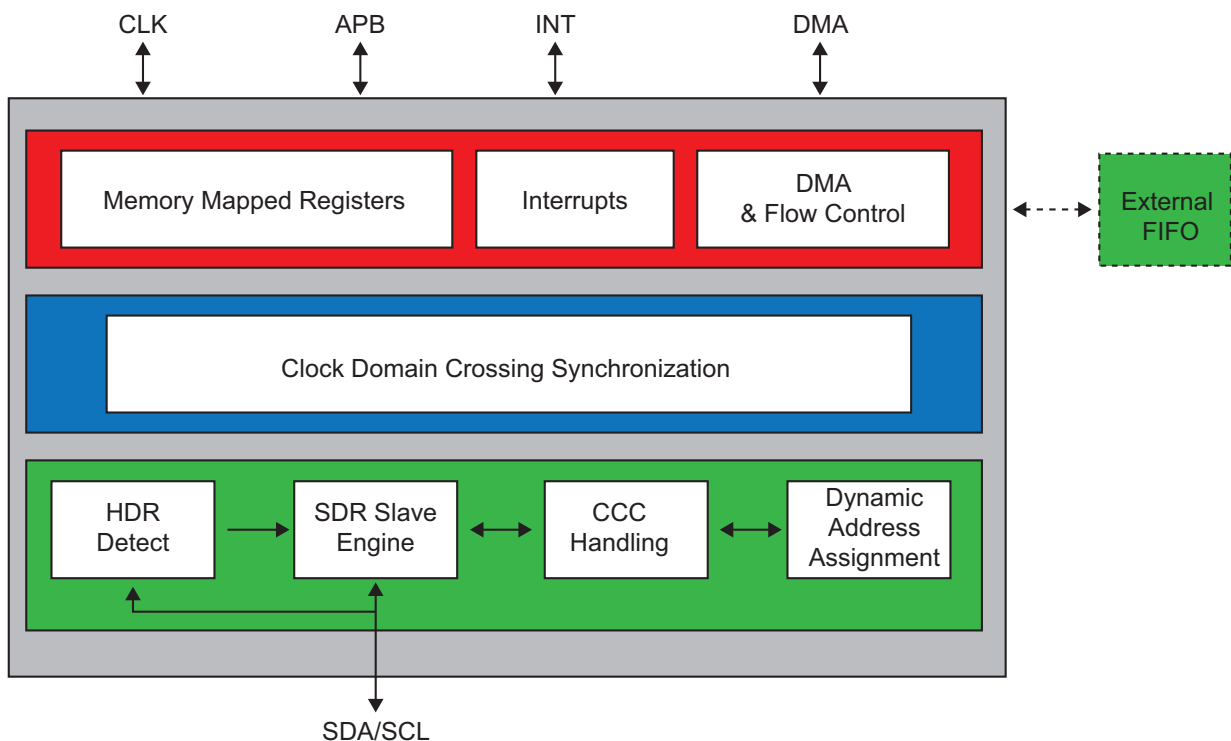 CLK
APB
INT
DMA
Memory Mapped Registers
Interrupts
DMA
& Flow Control
External
FIFO
Clock Domain Crossing Synchronization
HDR
Detect
SDR Slave
Engine
CCC
Handling
Dynamic
Address
Assignment
SDA/SCL